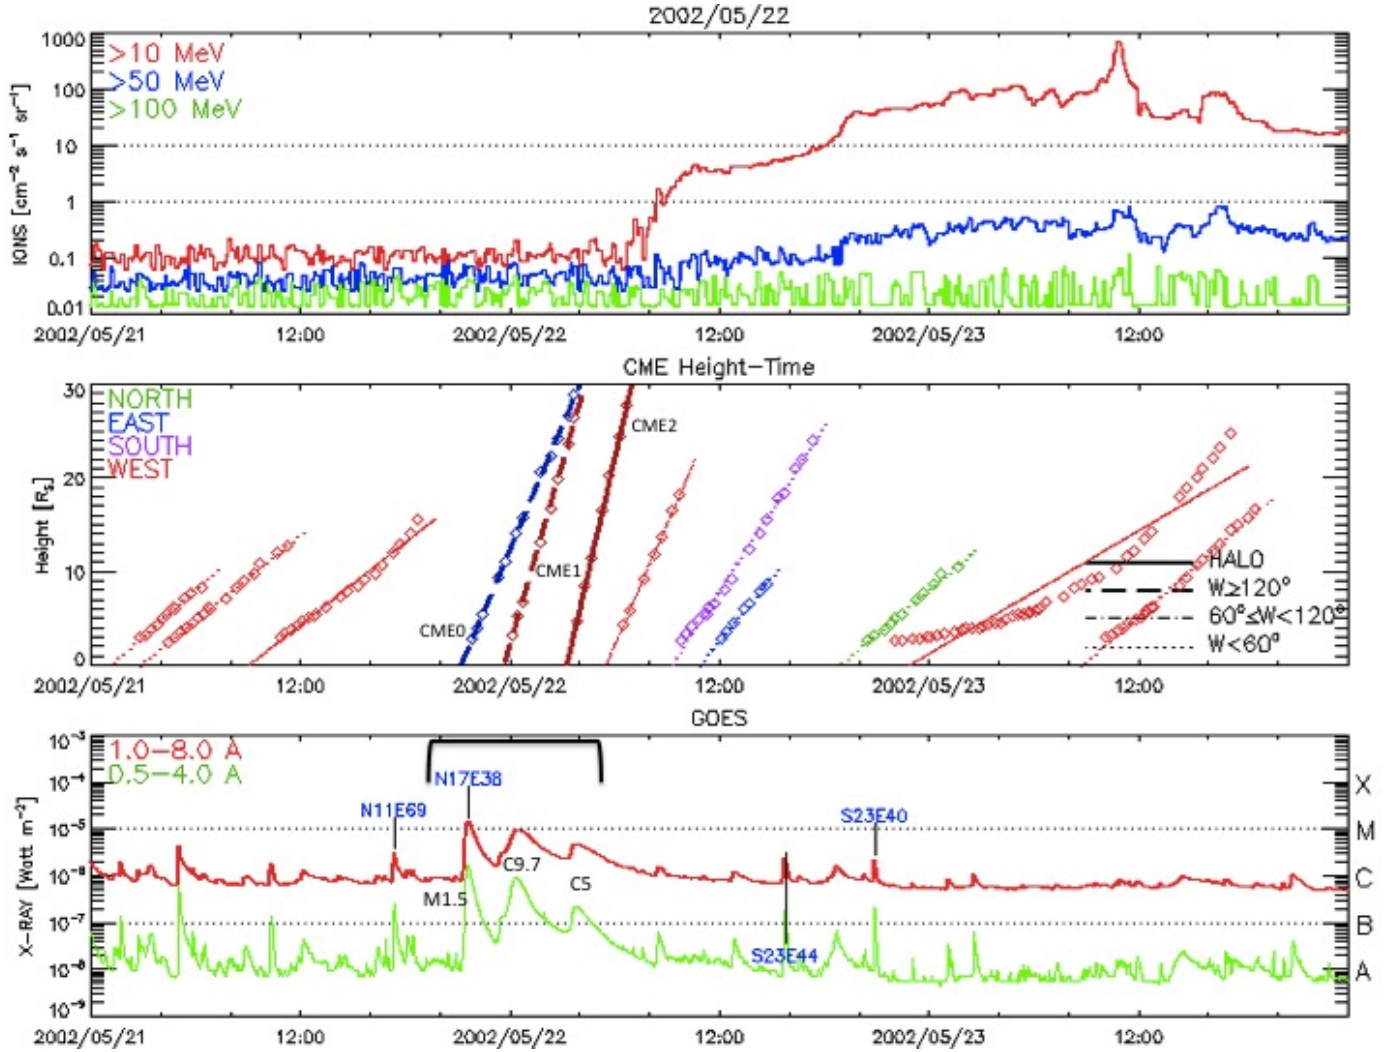 2002/05/22
1000
100
10
1
0.1
0.01
IONS [cm⁻² s⁻¹ sr⁻¹]
>10 MeV
>50 MeV
>100 MeV
2002/05/21 12:00 2002/05/22 12:00 2002/05/23 12:00
CME Height-Time
30
20
10
0
Height [Rs]
NORTH
EAST
SOUTH
WEST
CME2
CME1
CME0
HALO
W≥120°
60°≤W<120°
W<60°
2002/05/21 12:00 2002/05/22 12:00 2002/05/23 12:00
GOES
10⁻³
10⁻⁴
10⁻⁵
10⁻⁶
10⁻⁷
10⁻⁸
10⁻⁹
X-RAY [Watt m⁻²]
1.0-8.0 A
0.5-4.0 A
N17E38
N11E69
S23E40
C9.7
C5
M1.5
S23E44
X
M
C
B
A
2002/05/21 12:00 2002/05/22 12:00 2002/05/23 12:00